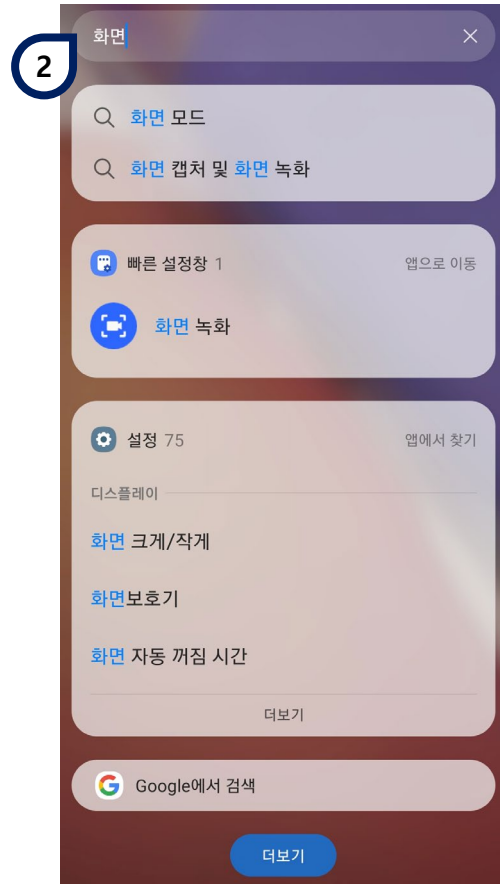 2
화면
화면 모드
화면 캡처 및 화면 녹화
빠른 설정창 1 앱으로 이동
화면 녹화
설정 75 앱에서 찾기
디스플레이
화면 크게/작게
화면보호기
화면 자동 꺼짐 시간
더보기
Google에서 검색
더보기